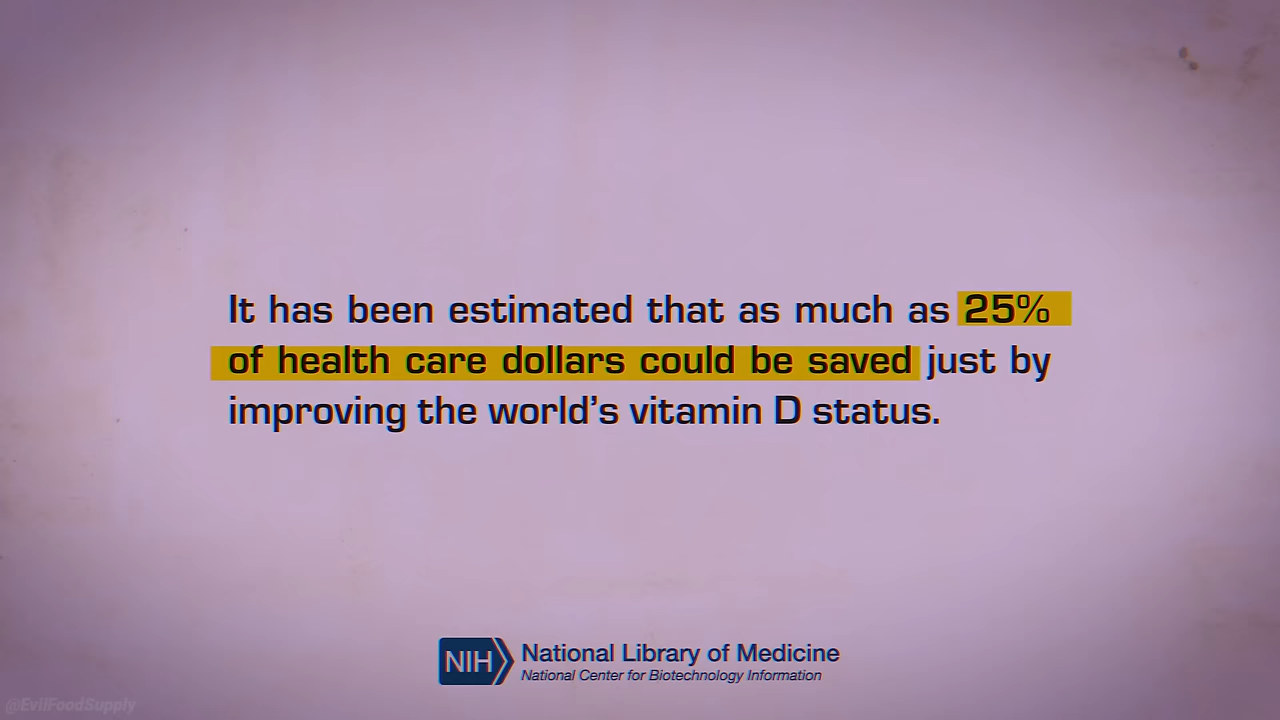 It has been estimated that as much as 25%
of health care dollars could be saved just by
improving the world's vitamin D status.
NIH National Library of Medicine
National Center for Biotechnology Information
@EvilFoodSupply